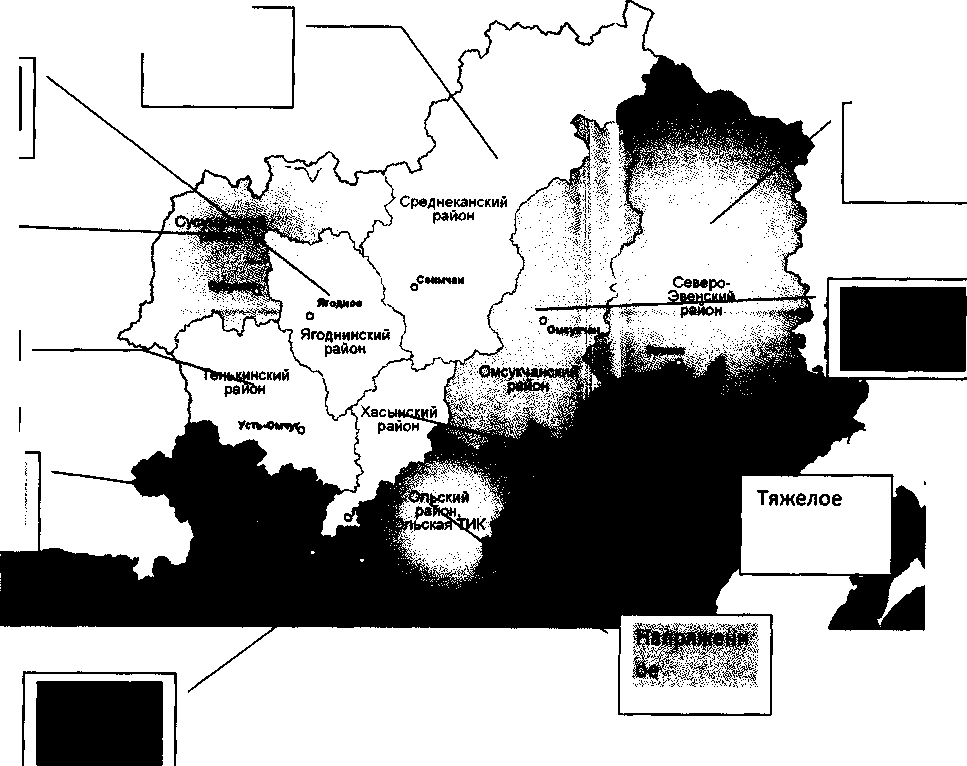 Среднеканский
район
Сеймчан
Северо-
Эвенский
район
Ягодное
Омсукчан
Ягоднинский
район
Тенькинский
район
Омсукчанский
район
Хасынский
район
Усть-Омчуг
Ольский
район,
Ольская ТИК
Тяжелое
Напряженн
ое